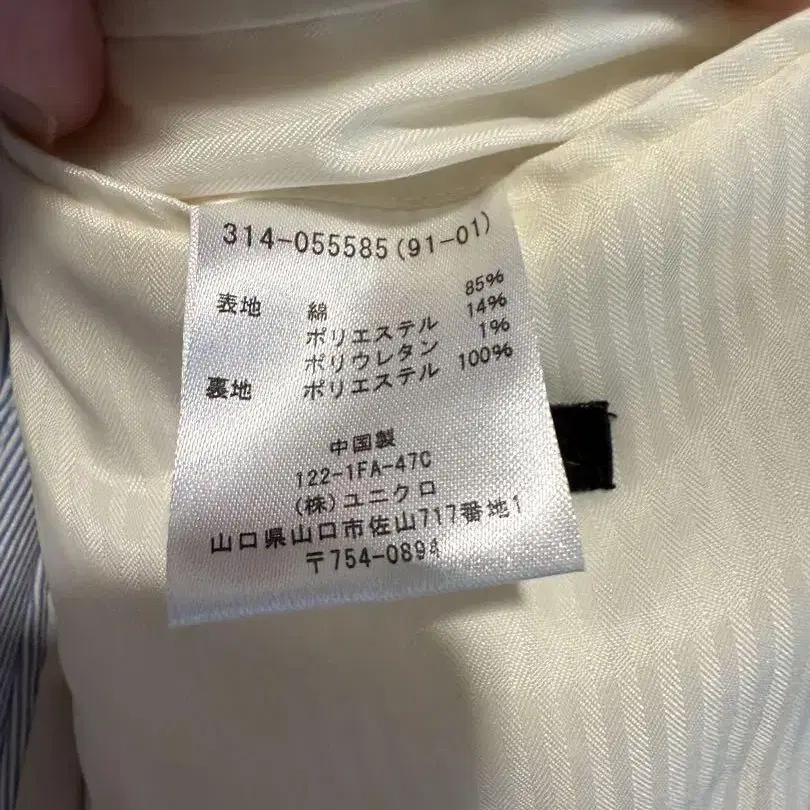 314-055585(91-01)
表地 綿 85%
ポリエステル 14%
ポリウレタン 1%
裏地 ポリエステル 100%
中国製
122-1FA-47C
(株)ユニクロ
山口県山口市佐山717番地1
〒754-0894